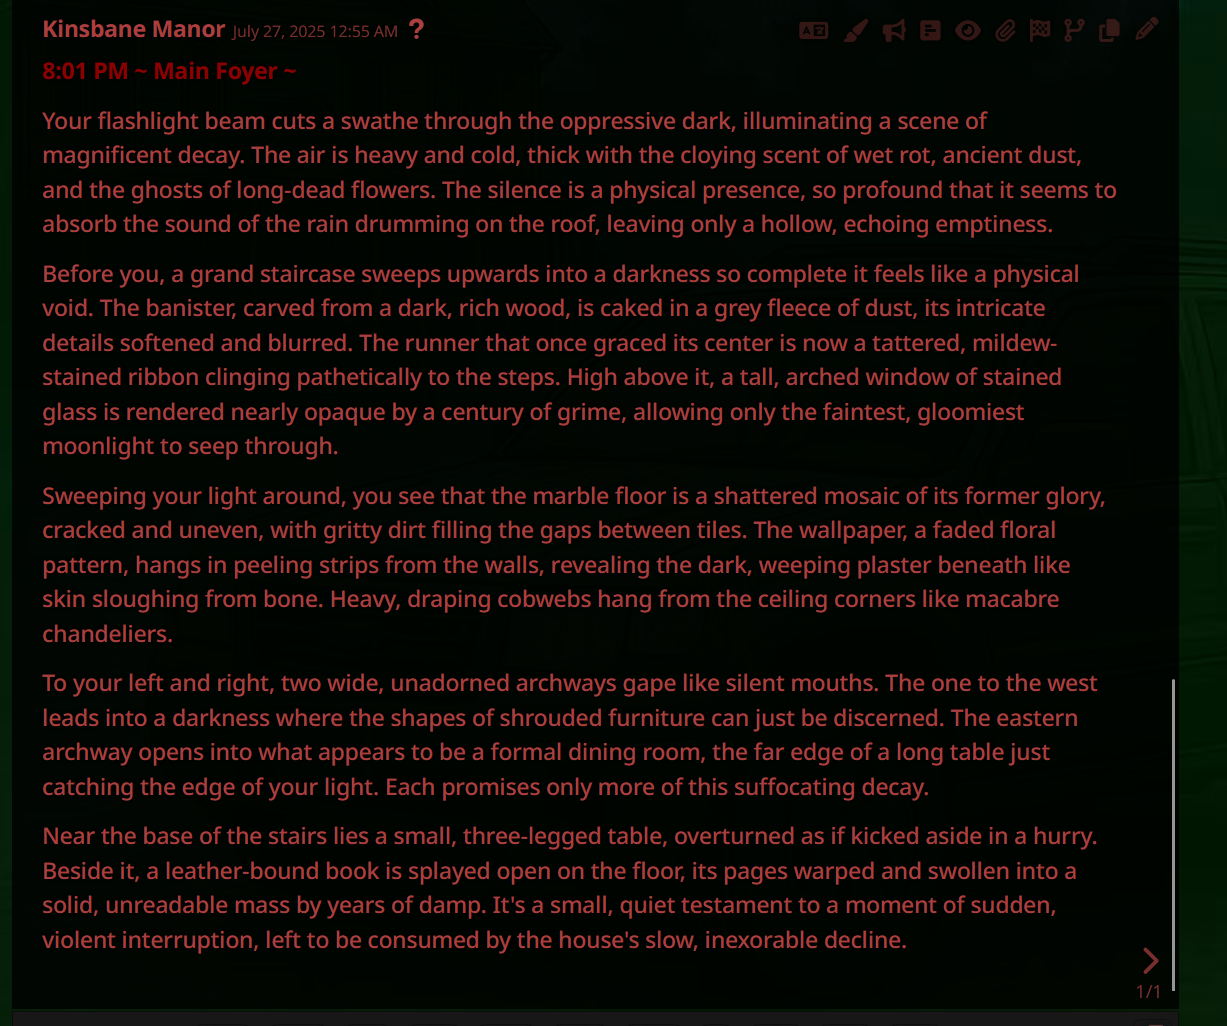 Kinsbane Manor July 27, 2025 12:55 AM ?
8:01 PM ~ Main Foyer ~
Your flashlight beam cuts a swathe through the oppressive dark, illuminating a scene of
magnificent decay. The air is heavy and cold, thick with the cloying scent of wet rot, ancient dust,
and the ghosts of long-dead flowers. The silence is a physical presence, so profound that it seems to
absorb the sound of the rain drumming on the roof, leaving only a hollow, echoing emptiness.
Before you, a grand staircase sweeps upwards into a darkness so complete it feels like a physical
void. The banister, carved from a dark, rich wood, is caked in a grey fleece of dust, its intricate
details softened and blurred. The runner that once graced its center is now a tattered, mildew-
stained ribbon clinging pathetically to the steps. High above it, a tall, arched window of stained
glass is rendered nearly opaque by a century of grime, allowing only the faintest, gloomiest
moonlight to seep through.
Sweeping your light around, you see that the marble floor is a shattered mosaic of its former glory,
cracked and uneven, with gritty dirt filling the gaps between tiles. The wallpaper, a faded floral
pattern, hangs in peeling strips from the walls, revealing the dark, weeping plaster beneath like
skin sloughing from bone. Heavy, draping cobwebs hang from the ceiling corners like macabre
chandeliers.
To your left and right, two wide, unadorned archways gape like silent mouths. The one to the west
leads into a darkness where the shapes of shrouded furniture can just be discerned. The eastern
archway opens into what appears to be a formal dining room, the far edge of a long table just
catching the edge of your light. Each promises only more of this suffocating decay.
Near the base of the stairs lies a small, three-legged table, overturned as if kicked aside in a hurry.
Beside it, a leather-bound book is splayed open on the floor, its pages warped and swollen into a
solid, unreadable mass by years of damp. It's a small, quiet testament to a moment of sudden,
violent interruption, left to be consumed by the house's slow, inexorable decline.
1/1